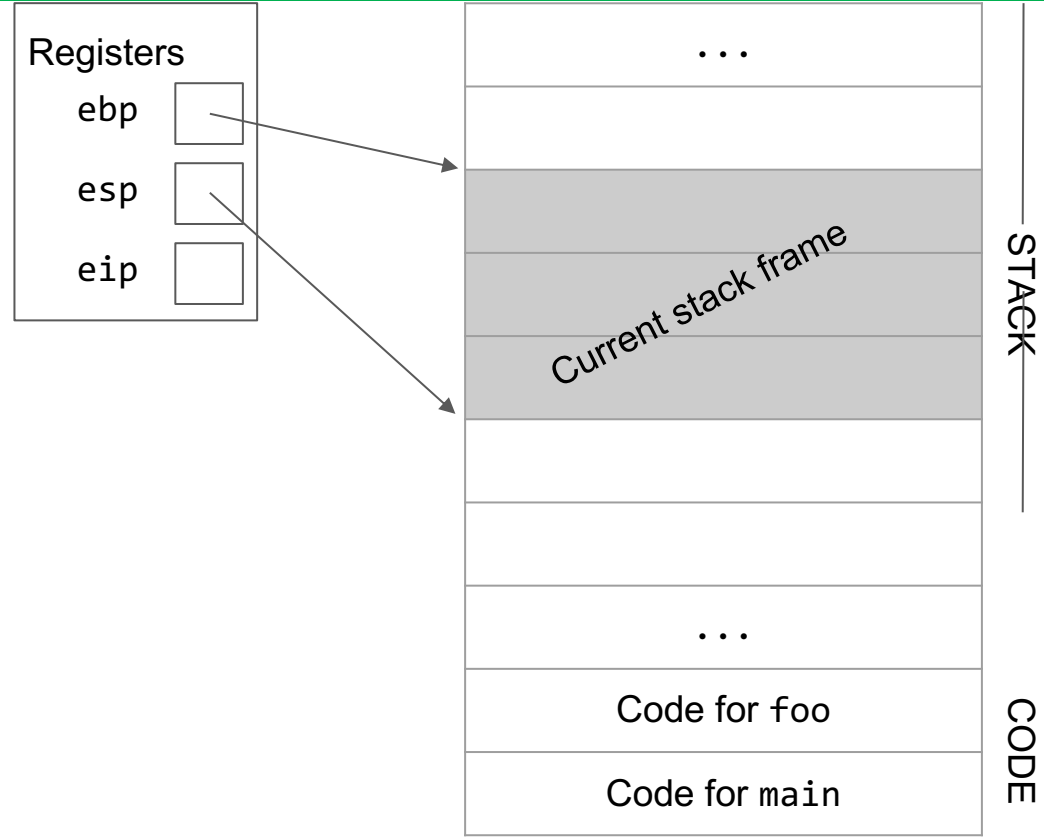 Registers
ebp
esp
eip
...
Current stack frame
...
Code for foo
Code for main
STACK
CODE